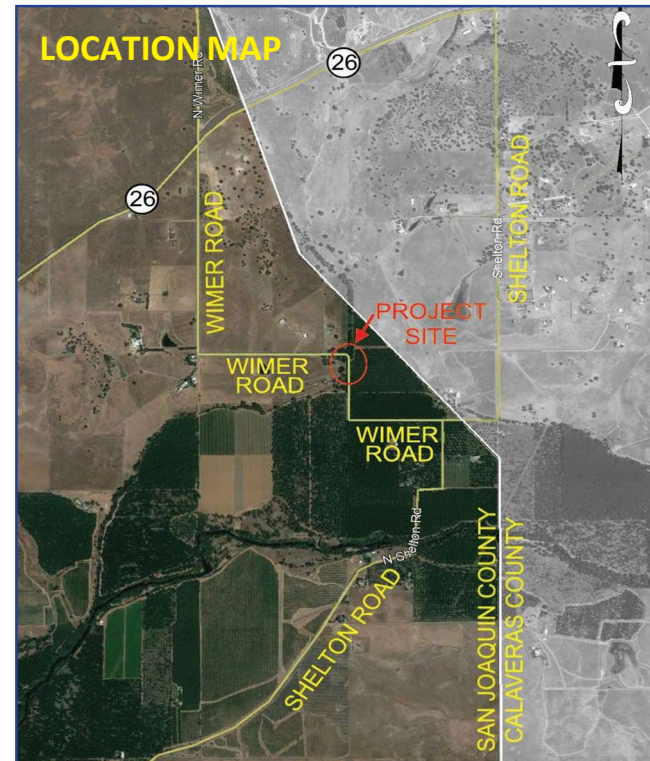 LOCATION MAP
26
N Wimer Rd
26
WIMER ROAD
SHELTON ROAD
Shelton Rd
PROJECT
SITE
WIMER
ROAD
WIMER
ROAD
N Shelton Rd
SHELTON ROAD
SAN JOAQUIN COUNTY
CALAVERAS COUNTY